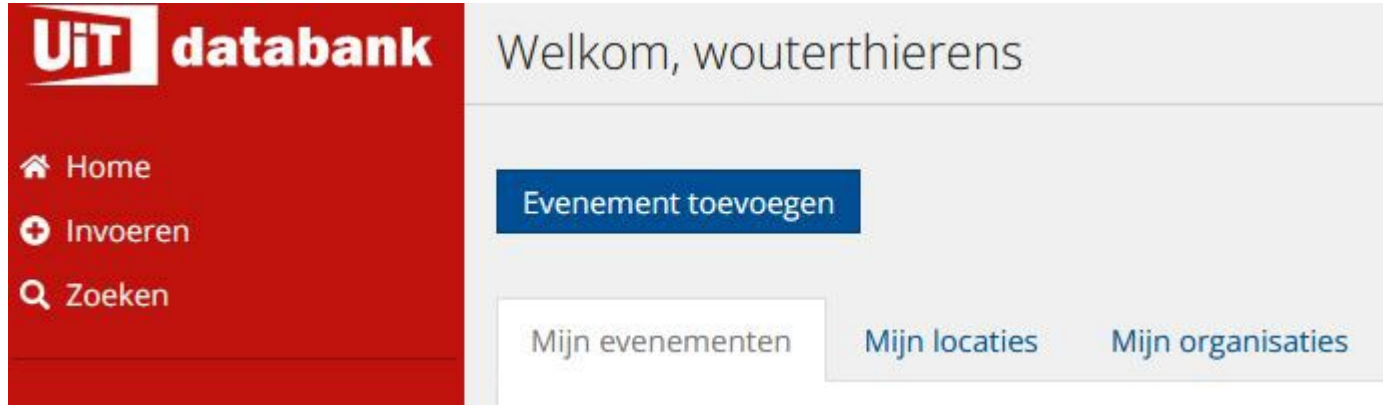 UiT databank
Home
Invoeren
Zoeken
Welkom, wouterthierens
Evenement toevoegen
Mijn evenementen Mijn locaties Mijn organisaties